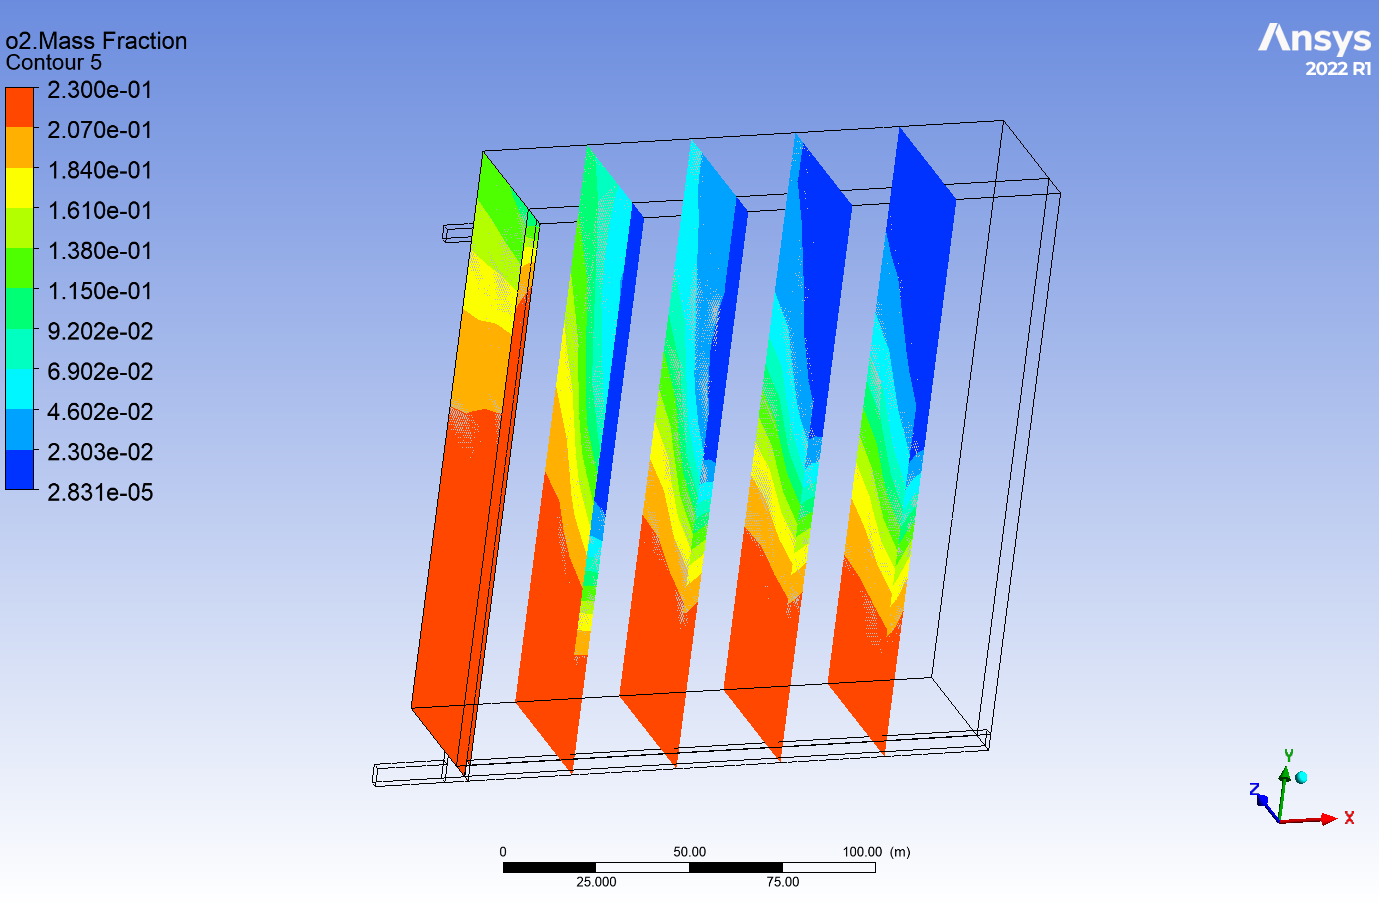 o2.Mass Fraction
Contour 5
2.300e-01
2.070e-01
1.840e-01
1.610e-01
1.380e-01
1.150e-01
9.202e-02
6.902e-02
4.602e-02
2.303e-02
2.831e-05
Ansys
2022 R1
Y
Z
X
0 50.00 100.00 (m)
25.000 75.00